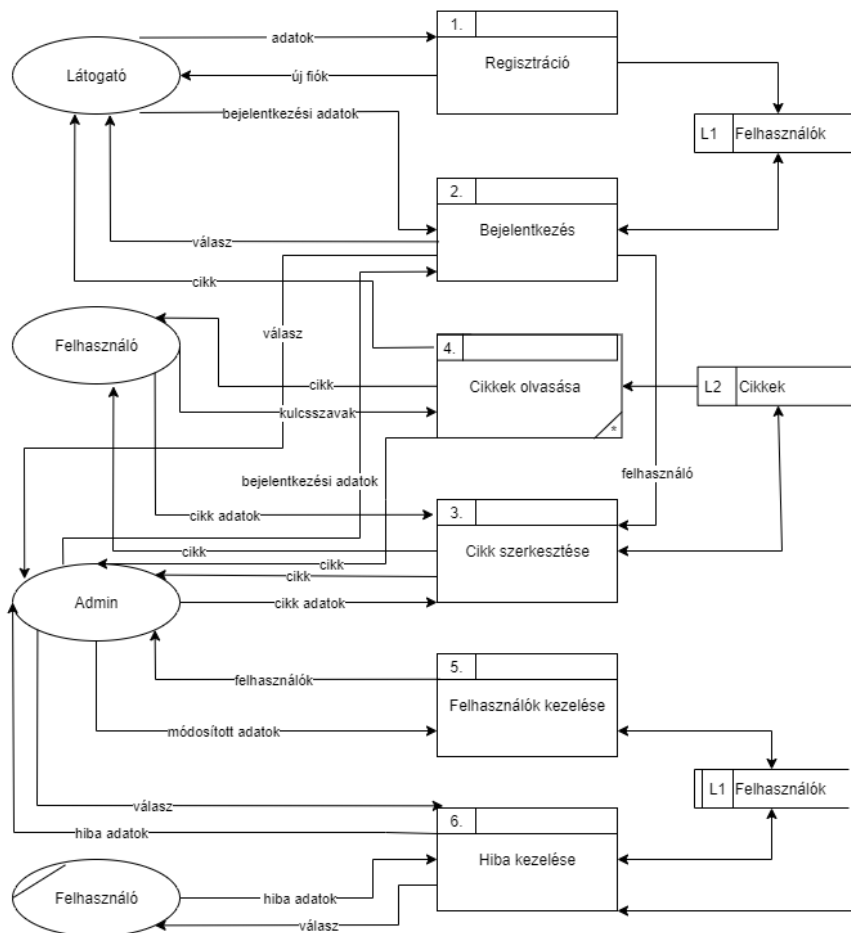 adatok
1.
Látogató
Regisztráció
új fiók
bejelentkezési adatok
L1 Felhasználók
2.
Bejelentkezés
válasz
cikk
válasz
Felhasználó
4.
Cikkek olvasása
*
cikk
L2 Cikkek
kulcsszavak
bejelentkezési adatok
felhasználó
cikk adatok
3.
Cikk szerkesztése
cikk
cikk
cikk
Admin
cikk adatok
5.
felhasználók
Felhasználók kezelése
módosított adatok
L1 Felhasználók
válasz
6.
hiba adatok
Hiba kezelése
Felhasználó
hiba adatok
válasz